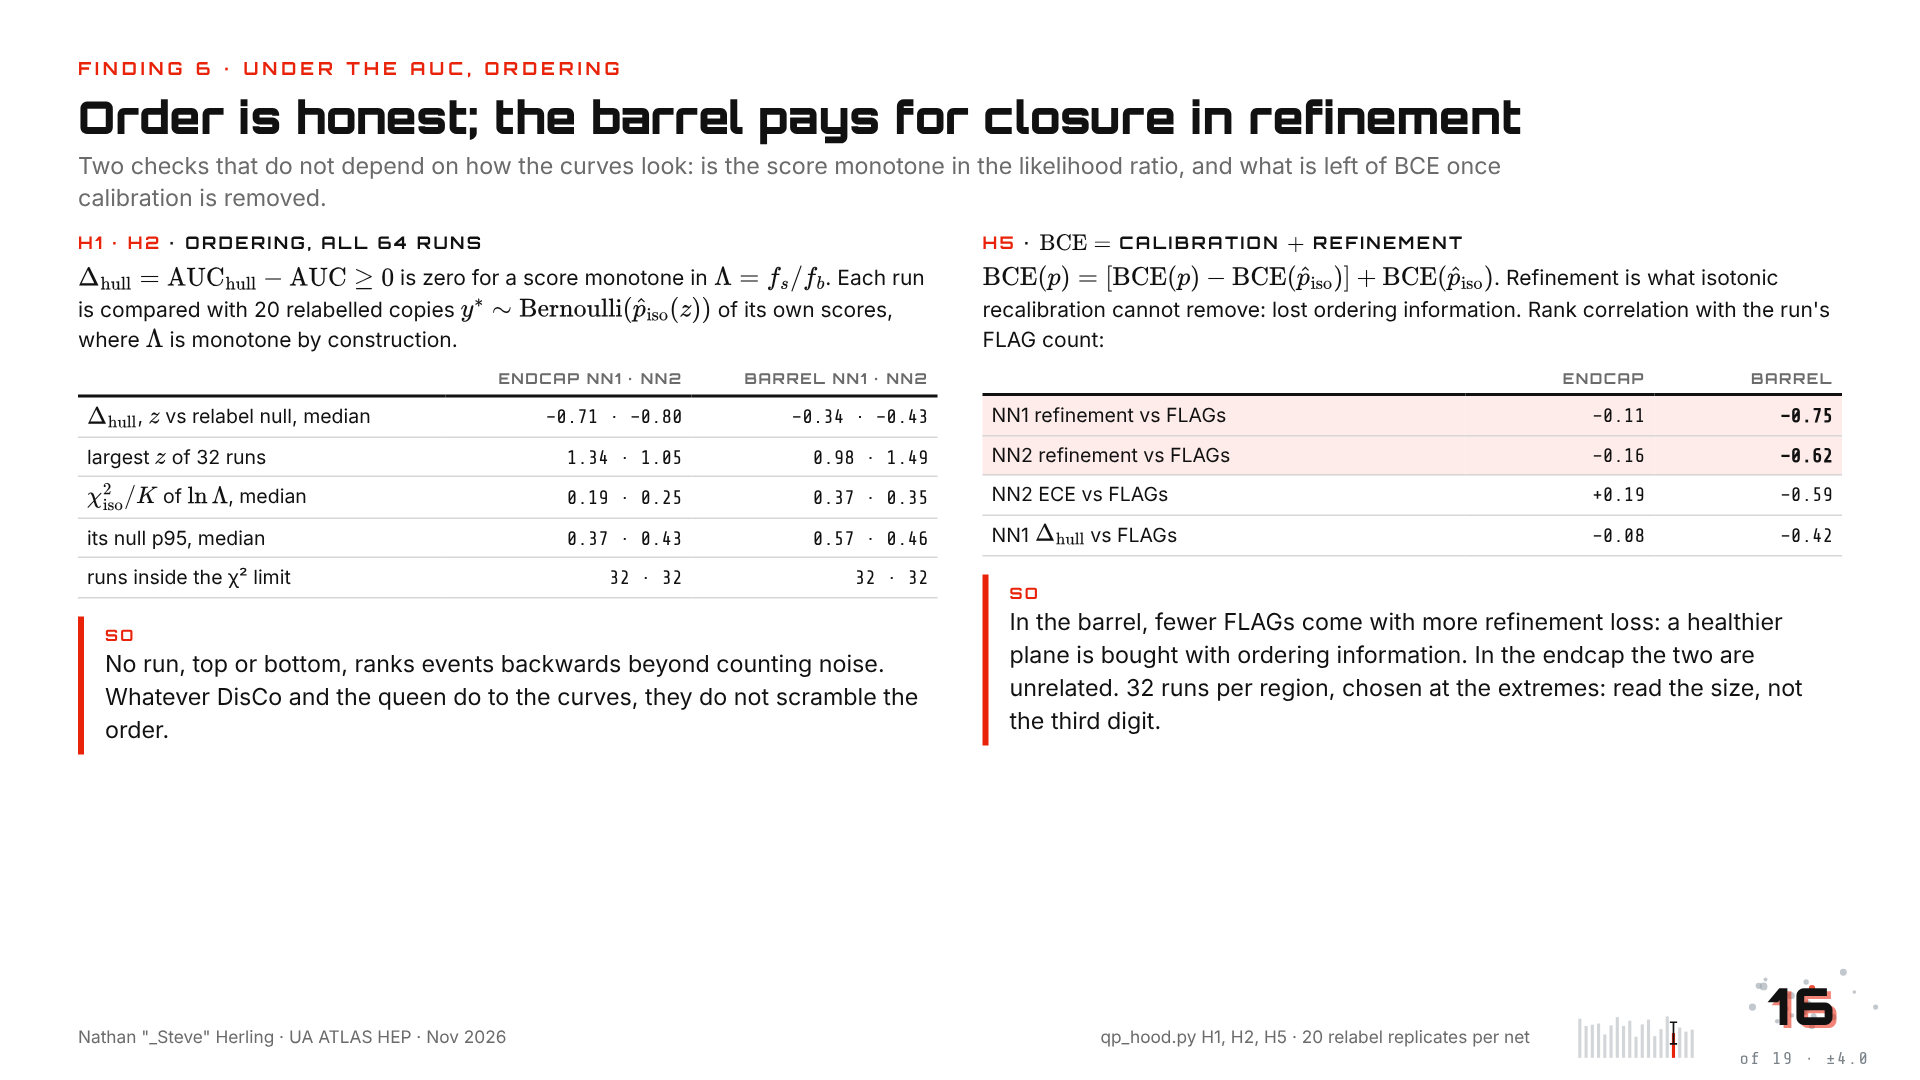 FINDING 6 · UNDER THE AUC, ORDERING
Order is honest; the barrel pays for closure in refinement
Two checks that do not depend on how the curves look: is the score monotone in the likelihood ratio, and what is left of BCE once
calibration is removed.
H1 · H2 · ORDERING, ALL 64 RUNS
Δ_hull = AUC_hull − AUC ≥ 0 is zero for a score monotone in Λ = f_s/f_b. Each run
is compared with 20 relabelled copies y* ∼ Bernoulli(p̂_iso(z)) of its own scores,
where Λ is monotone by construction.
ENDCAP NN1 · NN2 BARREL NN1 · NN2
Δ_hull, z vs relabel null, median −0.71 · −0.80 −0.34 · −0.43
largest z of 32 runs 1.34 · 1.05 0.98 · 1.49
χ²_iso/K of ln Λ, median 0.19 · 0.25 0.37 · 0.35
its null p95, median 0.37 · 0.43 0.57 · 0.46
runs inside the χ² limit 32 · 32 32 · 32
SO
No run, top or bottom, ranks events backwards beyond counting noise.
Whatever DisCo and the queen do to the curves, they do not scramble the
order.
H5 · BCE = CALIBRATION + REFINEMENT
BCE(p) = [BCE(p) − BCE(p̂_iso)] + BCE(p̂_iso). Refinement is what isotonic
recalibration cannot remove: lost ordering information. Rank correlation with the run's
FLAG count:
ENDCAP BARREL
NN1 refinement vs FLAGs −0.11 −0.75
NN2 refinement vs FLAGs −0.16 −0.62
NN2 ECE vs FLAGs +0.19 −0.59
NN1 Δ_hull vs FLAGs −0.08 −0.42
SO
In the barrel, fewer FLAGs come with more refinement loss: a healthier
plane is bought with ordering information. In the endcap the two are
unrelated. 32 runs per region, chosen at the extremes: read the size, not
the third digit.
Nathan "_Steve" Herling · UA ATLAS HEP · Nov 2026
qp_hood.py H1, H2, H5 · 20 relabel replicates per net
16
of 19 · ±4.0